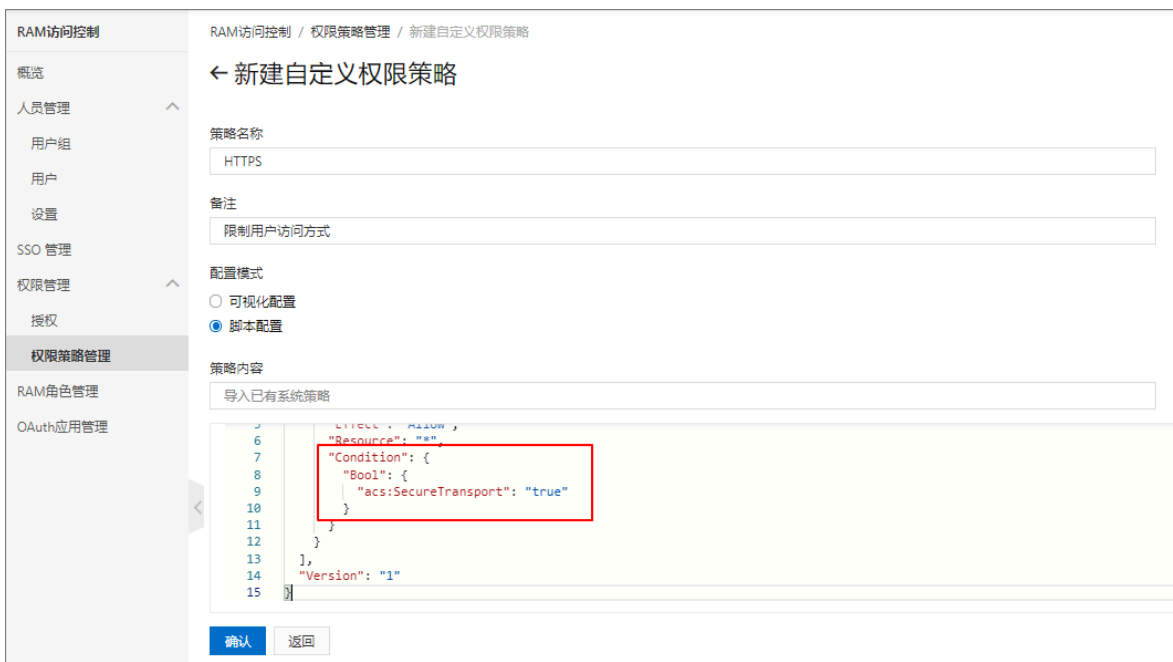 RAM访问控制
概览
人员管理
用户组
用户
设置
SSO 管理
权限管理
授权
权限策略管理
RAM角色管理
OAuth应用管理
RAM访问控制 / 权限策略管理 / 新建自定义权限策略
←新建自定义权限策略
策略名称
HTTPS
备注
限制用户访问方式
配置模式
可视化配置
脚本配置
策略内容
导入已有系统策略
5 "Effect": "Allow",
6 "Resource": "*",
7 "Condition": {
8 "Bool": {
9 "acs:SecureTransport": "true"
10 }
11 }
12 }
13 ],
14 "Version": "1"
15 }
确认 返回